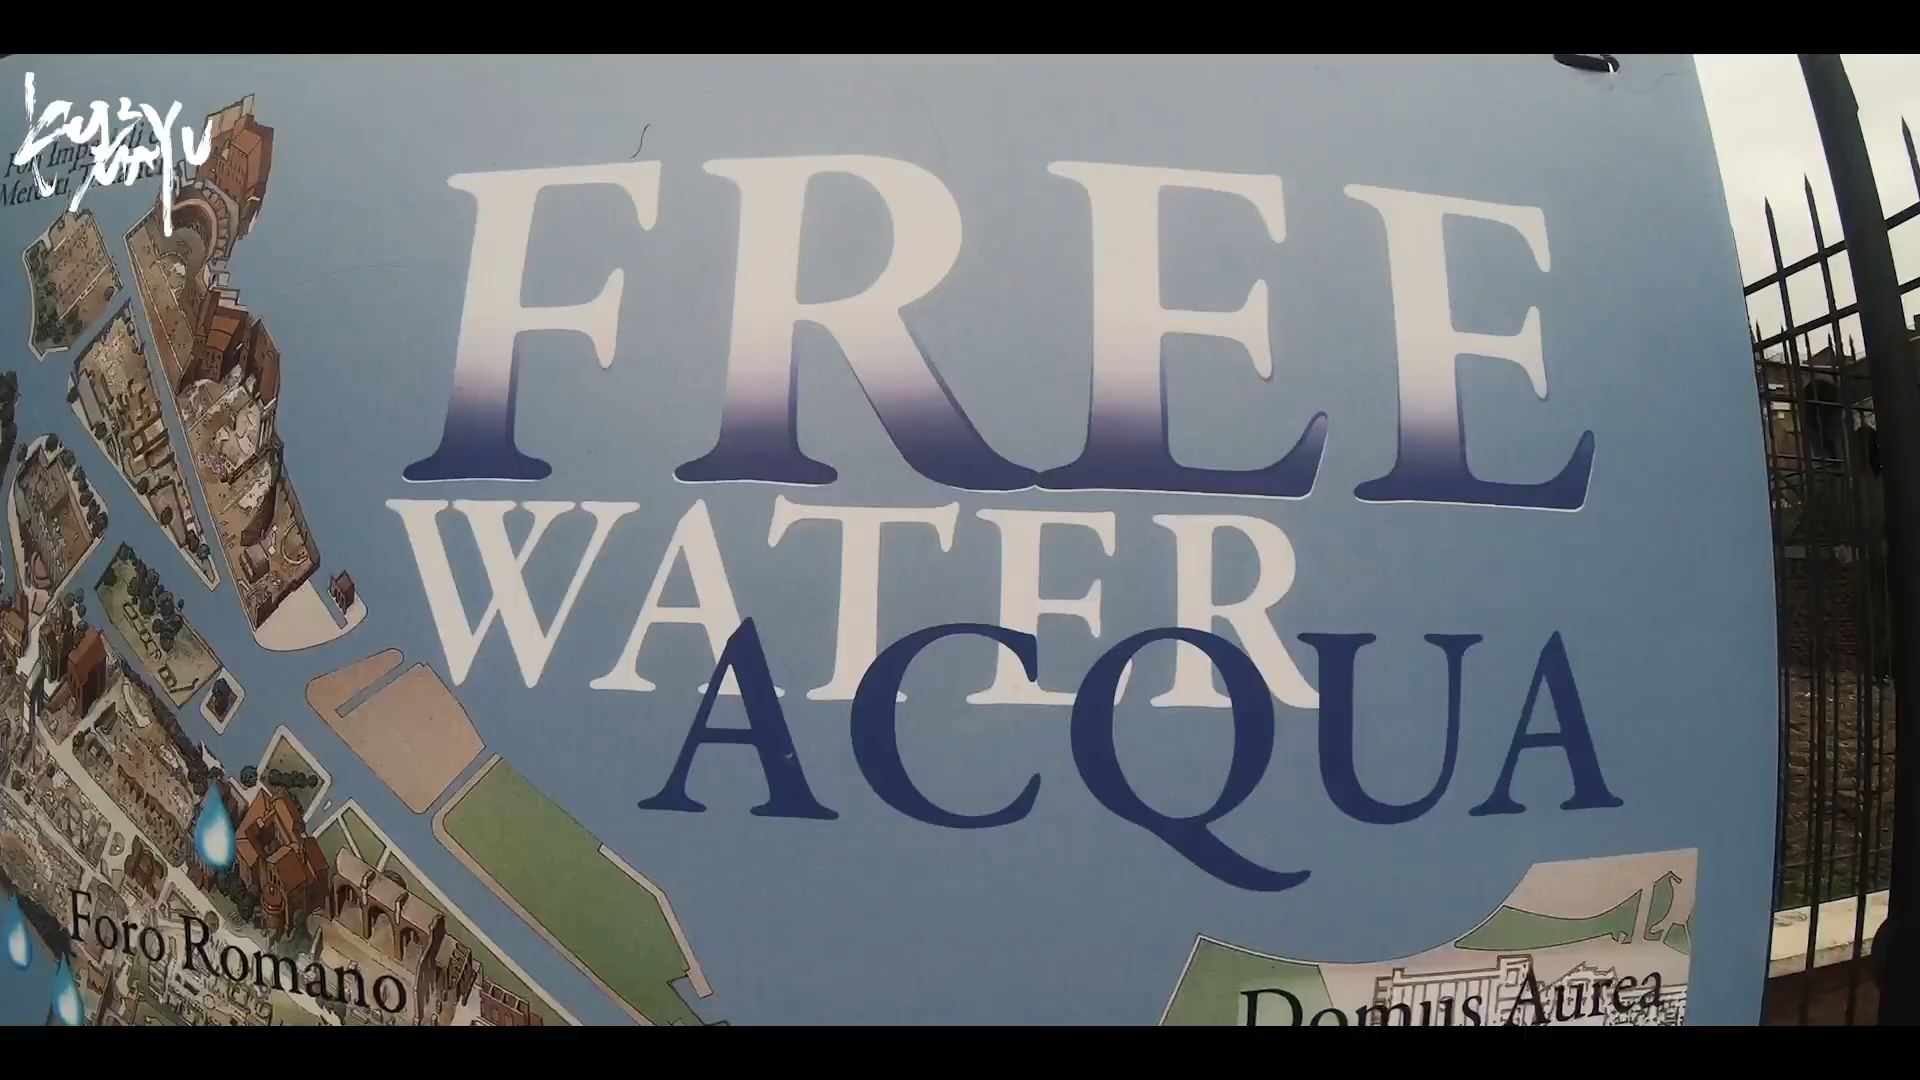 FREE
WATER
ACQUA
Foro Romano
Domus Aurea